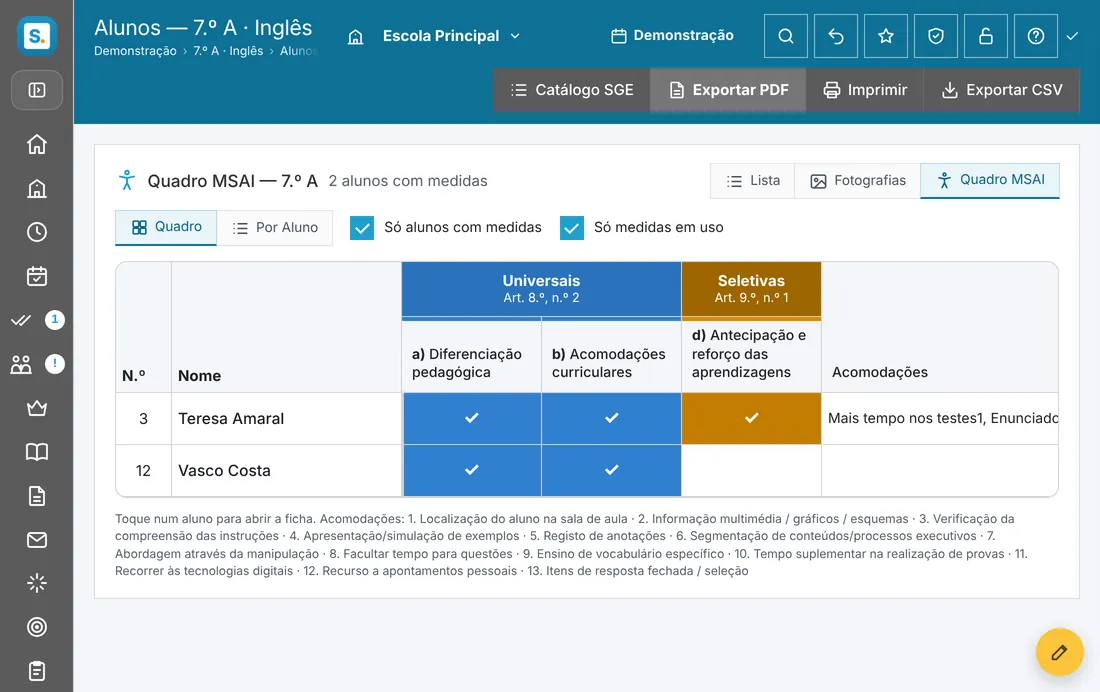 S.
Alunos — 7.º A · Inglês
Demonstração › 7.º A · Inglês › Alunos
Escola Principal
Demonstração
Catálogo SGE
Exportar PDF
Imprimir
Exportar CSV
1
!
Quadro MSAI — 7.º A 2 alunos com medidas
Lista
Fotografias
Quadro MSAI
Quadro
Por Aluno
Só alunos com medidas
Só medidas em uso
Universais
Art. 8.º, n.º 2
Seletivas
Art. 9.º, n.º 1
N.º
Nome
a) Diferenciação
pedagógica
b) Acomodações
curriculares
d) Antecipação e
reforço das
aprendizagens
Acomodações
3 Teresa Amaral
Mais tempo nos testes1, Enunciado
12 Vasco Costa
Toque num aluno para abrir a ficha. Acomodações: 1. Localização do aluno na sala de aula · 2. Informação multimédia / gráficos / esquemas · 3. Verificação da
compreensão das instruções · 4. Apresentação/simulação de exemplos · 5. Registo de anotações · 6. Segmentação de conteúdos/processos executivos · 7.
Abordagem através da manipulação · 8. Facultar tempo para questões · 9. Ensino de vocabulário específico · 10. Tempo suplementar na realização de provas · 11.
Recorrer às tecnologias digitais · 12. Recurso a apontamentos pessoais · 13. Itens de resposta fechada / seleção